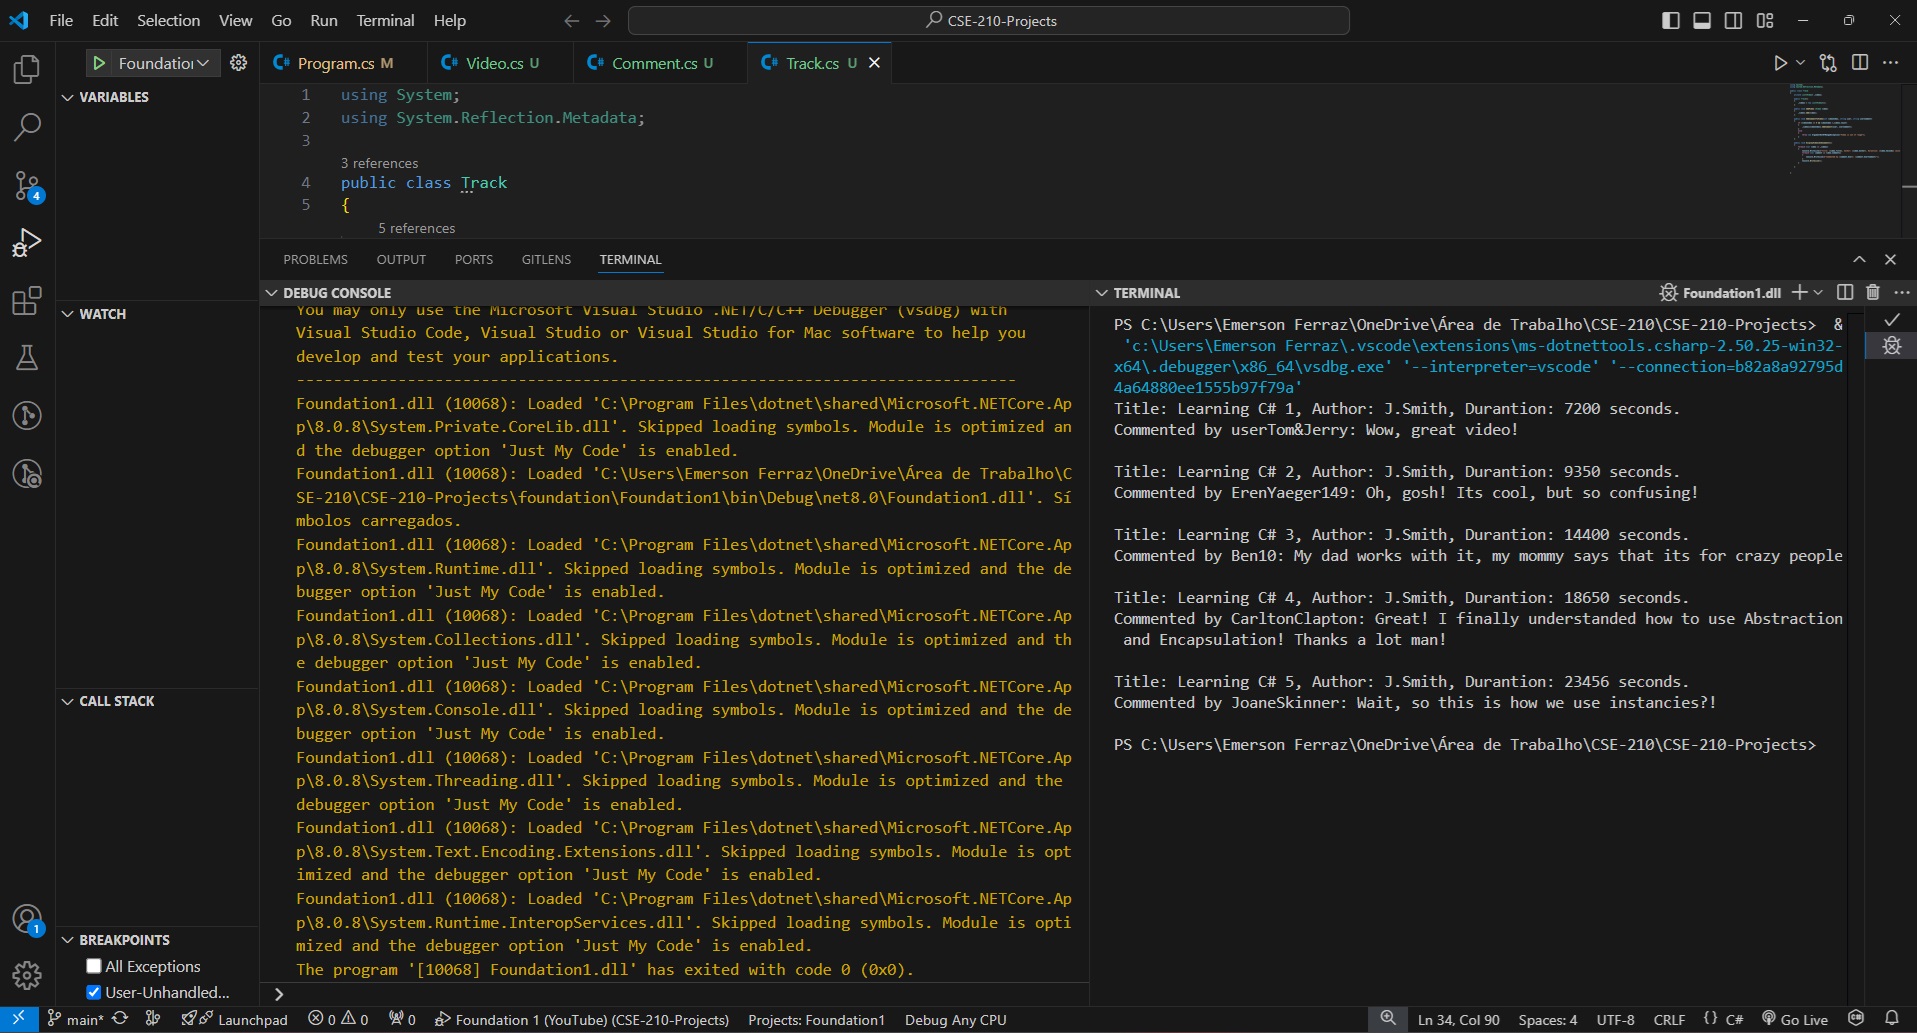 File Edit Selection View Go Run Terminal Help
CSE-210-Projects
Foundation
Program.cs M
Video.cs U
Comment.cs U
Track.cs U
VARIABLES
1 using System;
2 using System.Reflection.Metadata;
3
3 references
4 public class Track
5 {
5 references
PROBLEMS OUTPUT PORTS GITLENS TERMINAL
WATCH
CALL STACK
BREAKPOINTS
All Exceptions
User-Unhandled...
4
1
DEBUG CONSOLE
You may only use the Microsoft Visual Studio .NET/C/C++ Debugger (vsdbg) with
Visual Studio Code, Visual Studio or Visual Studio for Mac software to help you
develop and test your applications.
-------------------------------------------------------------------------------
Foundation1.dll (10068): Loaded 'C:\Program Files\dotnet\shared\Microsoft.NETCore.Ap
p\8.0.8\System.Private.CoreLib.dll'. Skipped loading symbols. Module is optimized an
d the debugger option 'Just My Code' is enabled.
Foundation1.dll (10068): Loaded 'C:\Users\Emerson Ferraz\OneDrive\Área de Trabalho\C
SE-210\CSE-210-Projects\foundation\Foundation1\bin\Debug\net8.0\Foundation1.dll'. Sí
mbolos carregados.
Foundation1.dll (10068): Loaded 'C:\Program Files\dotnet\shared\Microsoft.NETCore.Ap
p\8.0.8\System.Runtime.dll'. Skipped loading symbols. Module is optimized and the de
bugger option 'Just My Code' is enabled.
Foundation1.dll (10068): Loaded 'C:\Program Files\dotnet\shared\Microsoft.NETCore.Ap
p\8.0.8\System.Collections.dll'. Skipped loading symbols. Module is optimized and th
e debugger option 'Just My Code' is enabled.
Foundation1.dll (10068): Loaded 'C:\Program Files\dotnet\shared\Microsoft.NETCore.Ap
p\8.0.8\System.Console.dll'. Skipped loading symbols. Module is optimized and the de
bugger option 'Just My Code' is enabled.
Foundation1.dll (10068): Loaded 'C:\Program Files\dotnet\shared\Microsoft.NETCore.Ap
p\8.0.8\System.Threading.dll'. Skipped loading symbols. Module is optimized and the
debugger option 'Just My Code' is enabled.
Foundation1.dll (10068): Loaded 'C:\Program Files\dotnet\shared\Microsoft.NETCore.Ap
p\8.0.8\System.Text.Encoding.Extensions.dll'. Skipped loading symbols. Module is opt
imized and the debugger option 'Just My Code' is enabled.
Foundation1.dll (10068): Loaded 'C:\Program Files\dotnet\shared\Microsoft.NETCore.Ap
p\8.0.8\System.Runtime.InteropServices.dll'. Skipped loading symbols. Module is opti
mized and the debugger option 'Just My Code' is enabled.
The program '[10068] Foundation1.dll' has exited with code 0 (0x0).
TERMINAL
Foundation1.dll
PS C:\Users\Emerson Ferraz\OneDrive\Área de Trabalho\CSE-210\CSE-210-Projects>  &
'c:\Users\Emerson Ferraz\.vscode\extensions\ms-dotnettools.csharp-2.50.25-win32-
x64\.debugger\x86_64\vsdbg.exe' '--interpreter=vscode' '--connection=b82a8a92795d
4a64880ee1555b97f79a'
Title: Learning C# 1, Author: J.Smith, Durantion: 7200 seconds.
Commented by userTom&Jerry: Wow, great video!
Title: Learning C# 2, Author: J.Smith, Durantion: 9350 seconds.
Commented by ErenYaeger149: Oh, gosh! Its cool, but so confusing!
Title: Learning C# 3, Author: J.Smith, Durantion: 14400 seconds.
Commented by Ben10: My dad works with it, my mommy says that its for crazy people
Title: Learning C# 4, Author: J.Smith, Durantion: 18650 seconds.
Commented by CarltonClapton: Great! I finally understanded how to use Abstraction
and Encapsulation! Thanks a lot man!
Title: Learning C# 5, Author: J.Smith, Durantion: 23456 seconds.
Commented by JoaneSkinner: Wait, so this is how we use instancies?!
PS C:\Users\Emerson Ferraz\OneDrive\Área de Trabalho\CSE-210\CSE-210-Projects>
main* Launchpad 0 0 0 Foundation 1 (YouTube) (CSE-210-Projects) Projects: Foundation1 Debug Any CPU Ln 34, Col 90 Spaces: 4 UTF-8 CRLF {} C# Go Live